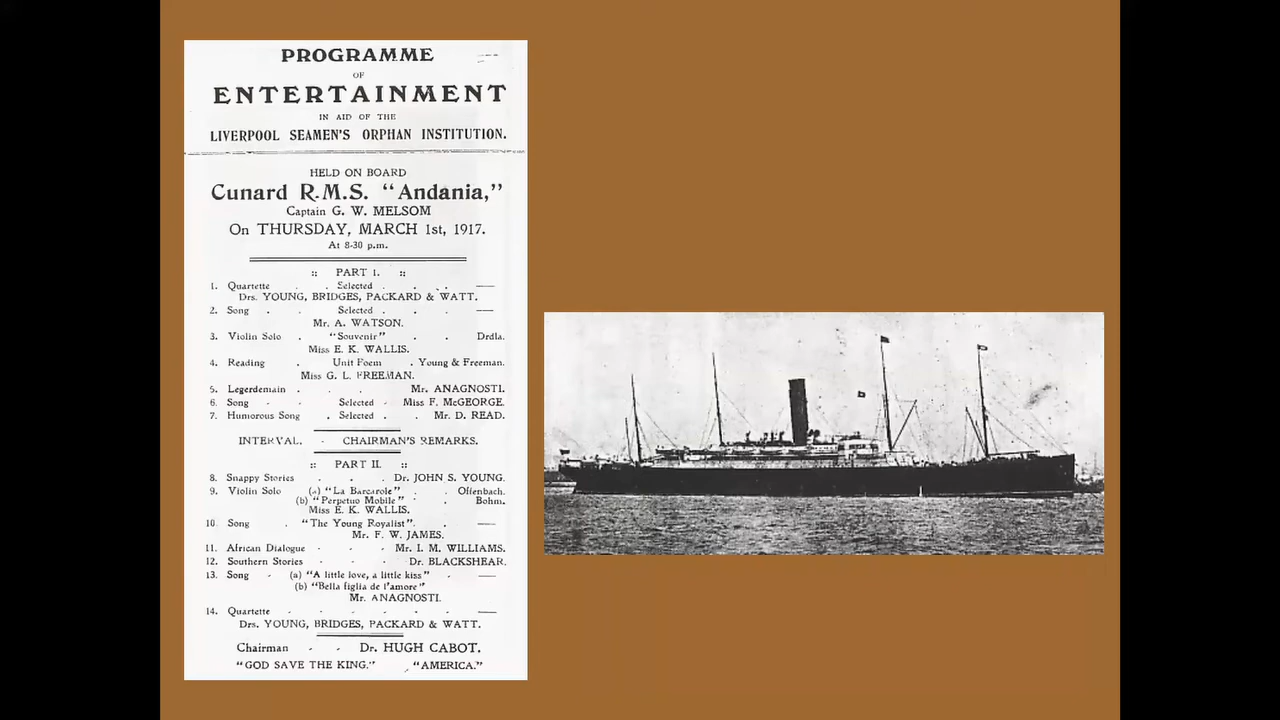 PROGRAMME
OF
ENTERTAINMENT
IN AID OF THE
LIVERPOOL SEAMEN'S ORPHAN INSTITUTION.
HELD ON BOARD
Cunard R.M.S. "Andania,"
Captain G. W. MELSOM
On THURSDAY, MARCH 1st, 1917.
At 8-30 p.m.
:: PART I. ::
1. Quartette . . Selected . . . —
Drs. YOUNG, BRIDGES, PACKARD & WATT.
2. Song . . Selected . . . —
Mr. A. WATSON.
3. Violin Solo . "Souvenir" . . Drdla.
Miss E. K. WALLIS.
4. Reading . Unit Poem . Young & Freeman.
Miss G. L. FREEMAN.
5. Legerdemain . . . . Mr. ANAGNOSTI.
6. Song - - Selected - Miss F. McGEORGE.
7. Humorous Song . Selected . . Mr. D. READ.
INTERVAL. - CHAIRMAN'S REMARKS.
:: PART II. ::
8. Snappy Stories . . . Dr. JOHN S. YOUNG.
9. Violin Solo (a) "La Barcarole" . . Offenbach.
(b) "Perpetuo Mobile" . . Bohm.
Miss E. K. WALLIS.
10. Song . "The Young Royalist". . —
Mr. F. W. JAMES.
11. African Dialogue - - - Mr. I. M. WILLIAMS.
12. Southern Stories - - - Dr. BLACKSHEAR.
13. Song - (a) "A little love, a little kiss" - —
(b) "Bella figlia de l'amore"
Mr. ANAGNOSTI.
14. Quartette - - - - - - —
Drs. YOUNG, BRIDGES, PACKARD & WATT.
Chairman - - Dr. HUGH CABOT.
"GOD SAVE THE KING." "AMERICA."